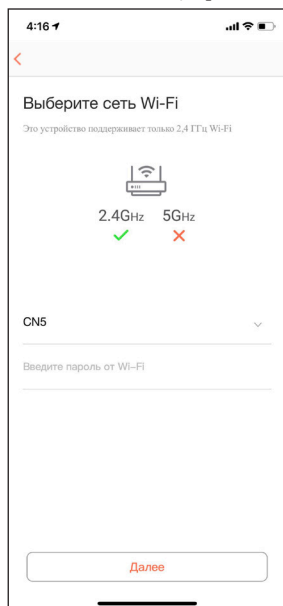 4:16
Выберите сеть Wi-Fi
Это устройство поддерживает только 2,4 ГГц Wi-Fi
2.4GHz 5GHz
CN5
Введите пароль от Wi-Fi
Далее